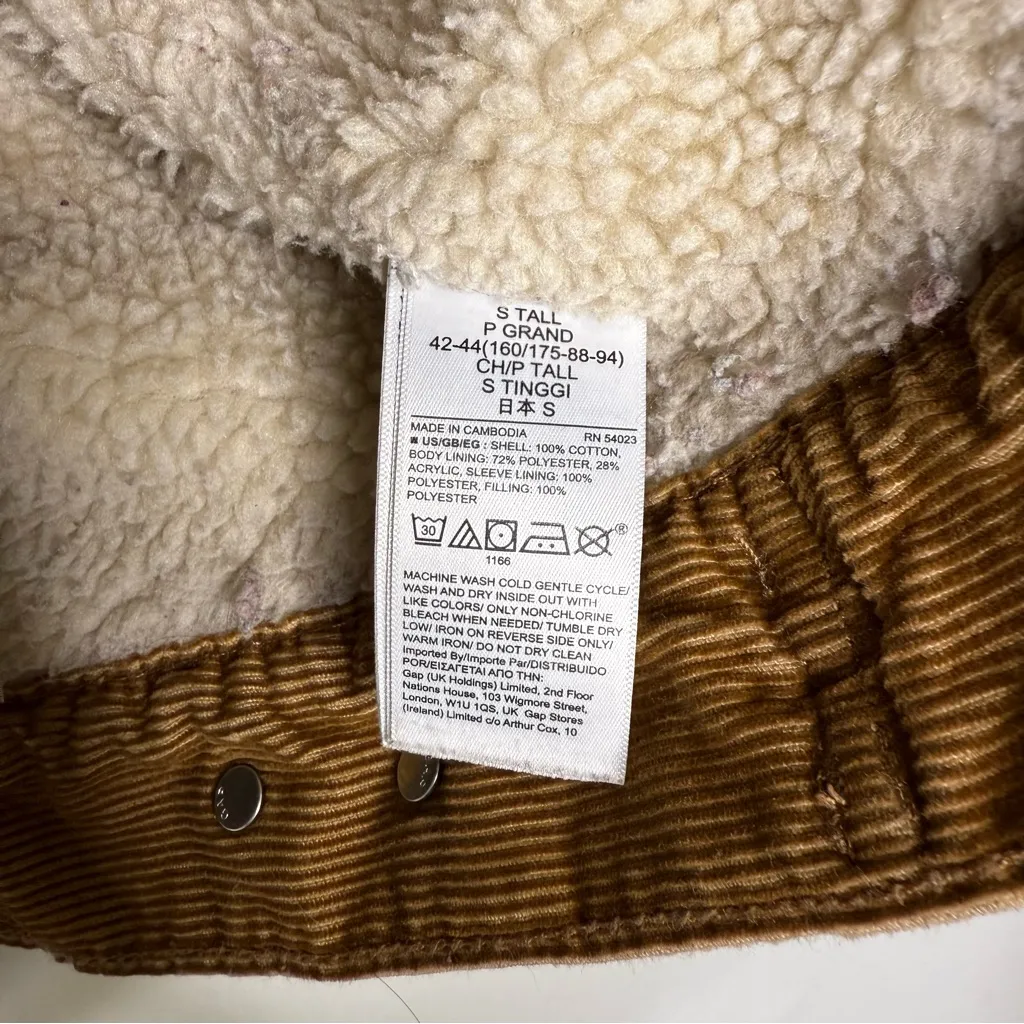 S TALL
P GRAND
42-44(160/175-88-94)
CH/P TALL
S TINGGI
日本 S
MADE IN CAMBODIA RN 54023
US/GB/EG : SHELL: 100% COTTON,
BODY LINING: 72% POLYESTER, 28%
ACRYLIC, SLEEVE LINING: 100%
POLYESTER, FILLING: 100%
POLYESTER
30 ®
1166
MACHINE WASH COLD GENTLE CYCLE/
WASH AND DRY INSIDE OUT WITH
LIKE COLORS/ ONLY NON-CHLORINE
BLEACH WHEN NEEDED/ TUMBLE DRY
LOW/ IRON ON REVERSE SIDE ONLY/
WARM IRON/ DO NOT DRY CLEAN
Imported By/Importe Par/DISTRIBUIDO
POR/ΕΙΣΑΓΕΤΑΙ ΑΠΟ ΤΗΝ:
Gap (UK Holdings) Limited, 2nd Floor
Nations House, 103 Wigmore Street,
London, W1U 1QS, UK Gap Stores
(Ireland) Limited c/o Arthur Cox, 10
GAP